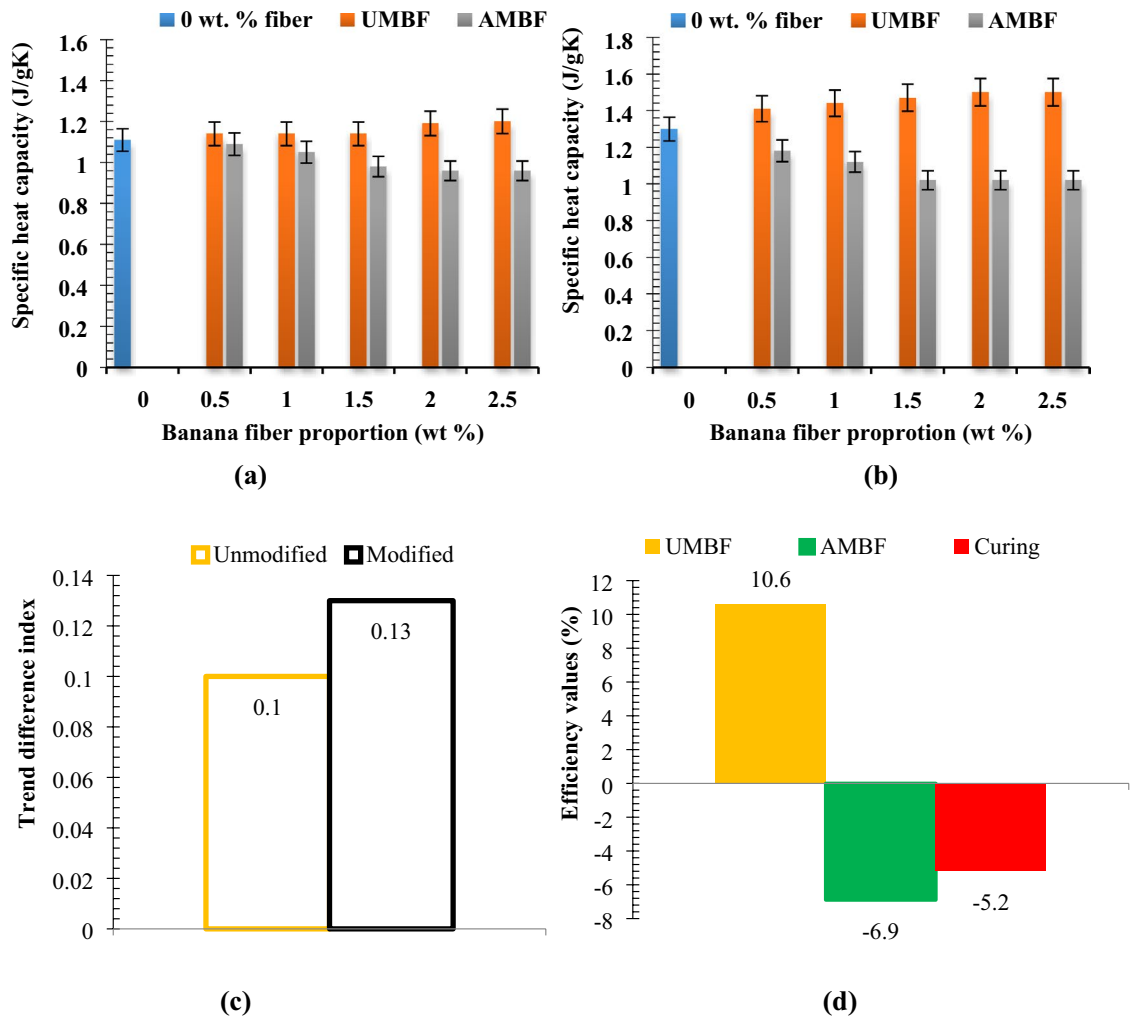 0 wt. % fiber UMBF AMBF
Specific heat capacity (J/gK)
1.6
1.4
1.2
1
0.8
0.6
0.4
0.2
0
0 0.5 1 1.5 2 2.5
Banana fiber proportion (wt %)
(a)
0 wt. % fiber UMBF AMBF
Specific heat capacity (J/gK)
1.8
1.6
1.4
1.2
1
0.8
0.6
0.4
0.2
0
0 0.5 1 1.5 2 2.5
Banana fiber proprotion (wt %)
(b)
Unmodified Modified
Trend difference index
0.14
0.12
0.1
0.08
0.06
0.04
0.02
0
0.1
0.13
(c)
UMBF AMBF Curing
Efficiency values (%)
12
10
8
6
4
2
0
-2
-4
-6
-8
10.6
-6.9
-5.2
(d)